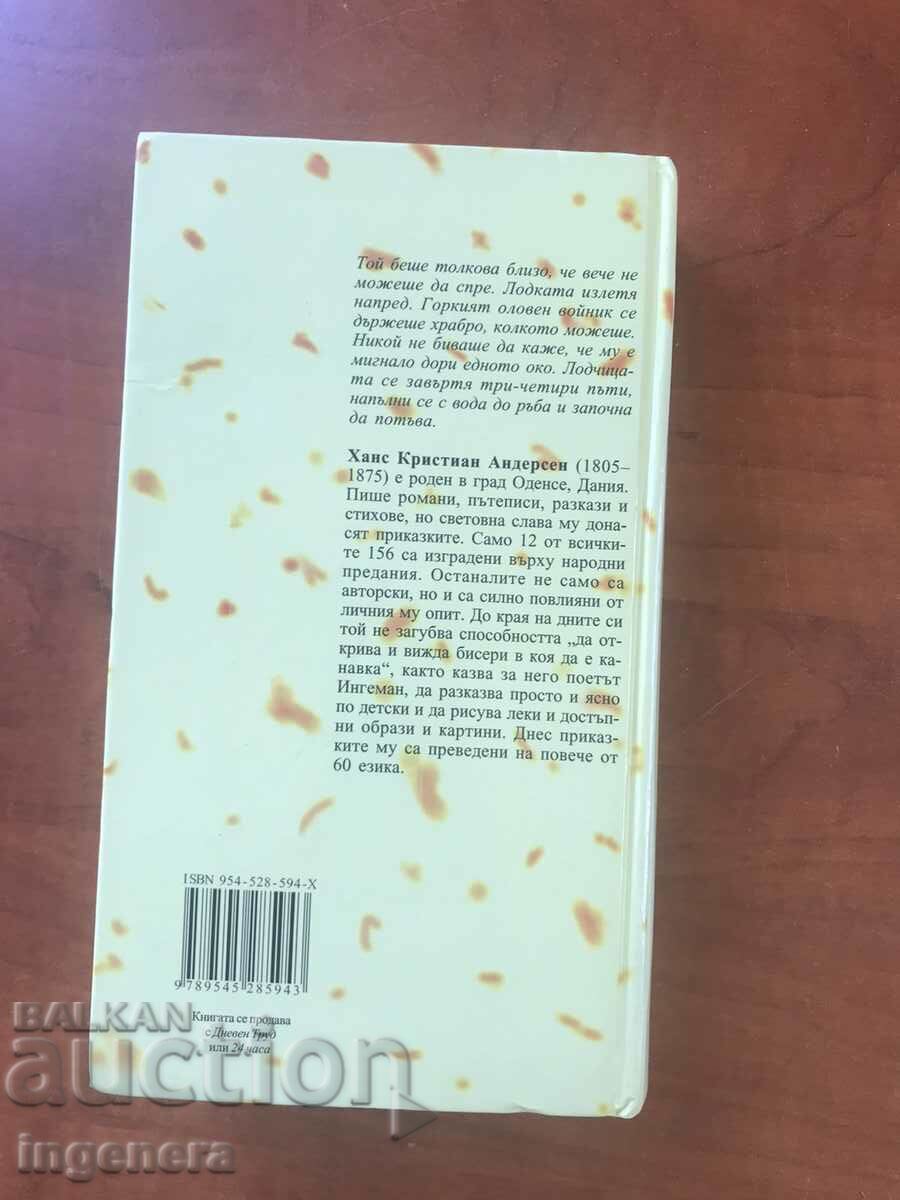 Той беше толкова близо, че вече не
можеше да спре. Лодката излетя
напред. Горкият оловен войник се
държеше храбро, колкото можеше.
Никой не биваше да каже, че му е
мигнало дори едното око. Лодчица-
та се завъртя три-четири пъти,
напълни се с вода до ръба и започна
да потъва.
Ханс Кристиан Андерсен (1805–
1875) е роден в град Оденсе, Дания.
Пише романи, пътеписи, разкази и
стихове, но световна слава му дона-
сят приказките. Само 12 от всички-
те 156 са изградени върху народни
предания. Останалите не само са
авторски, но и са силно повлияни от
личния му опит. До края на дните си
той не загубва способността „да от-
крива и вижда бисери в коя да е ка-
навка“, както казва за него поетът
Ингеман, да разказва просто и ясно
по детски и да рисува леки и достъп-
ни образи и картини. Днес приказ-
ките му са преведени на повече от
60 езика.
ISBN 954-528-594-X
9 789545 285943
Книгата се продава
с Дневен Труд
или 24 часа
BALKAN
auction
ingenera